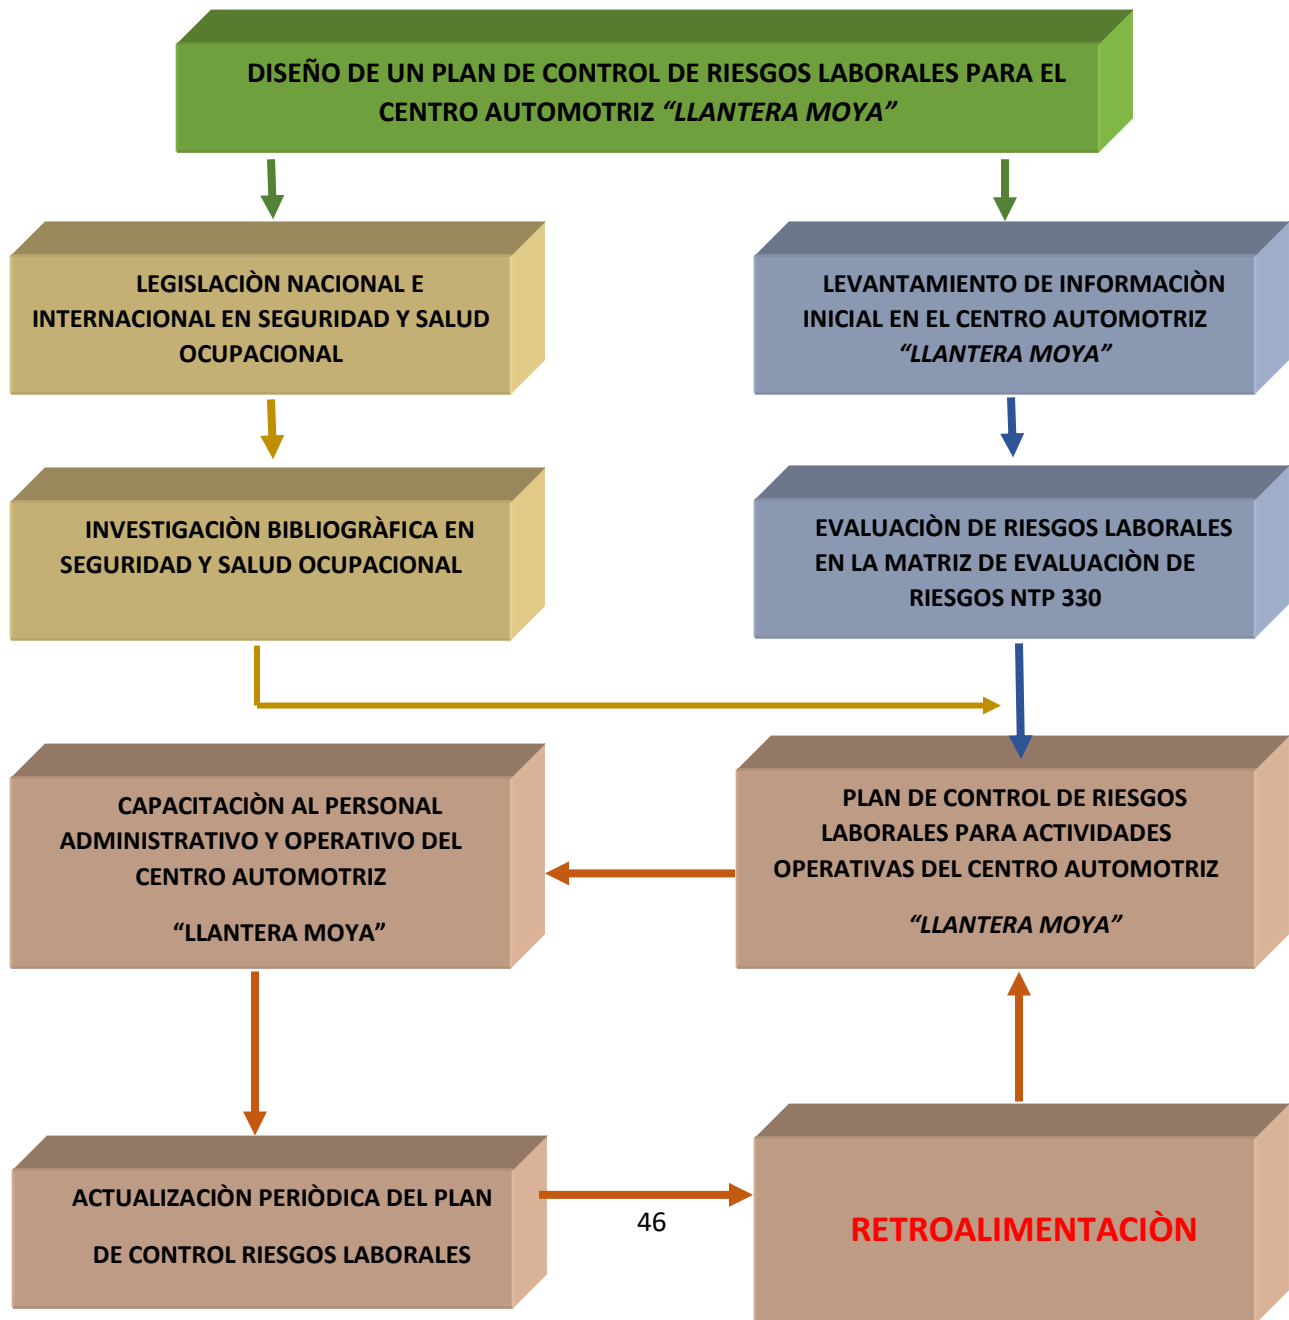 DISEÑO DE UN PLAN DE CONTROL DE RIESGOS LABORALES PARA EL
CENTRO AUTOMOTRIZ “LLANTERA MOYA”
LEGISLACIÒN NACIONAL E
INTERNACIONAL EN SEGURIDAD Y SALUD
OCUPACIONAL
LEVANTAMIENTO DE INFORMACIÒN
INICIAL EN EL CENTRO AUTOMOTRIZ
“LLANTERA MOYA”
INVESTIGACIÒN BIBLIOGRÀFICA EN
SEGURIDAD Y SALUD OCUPACIONAL
EVALUACIÒN DE RIESGOS LABORALES
EN LA MATRIZ DE EVALUACIÒN DE
RIESGOS NTP 330
CAPACITACIÒN AL PERSONAL
ADMINISTRATIVO Y OPERATIVO DEL
CENTRO AUTOMOTRIZ
“LLANTERA MOYA”
PLAN DE CONTROL DE RIESGOS
LABORALES PARA ACTIVIDADES
OPERATIVAS DEL CENTRO AUTOMOTRIZ
“LLANTERA MOYA”
ACTUALIZACIÒN PERIÒDICA DEL PLAN
DE CONTROL RIESGOS LABORALES
46
RETROALIMENTACIÒN